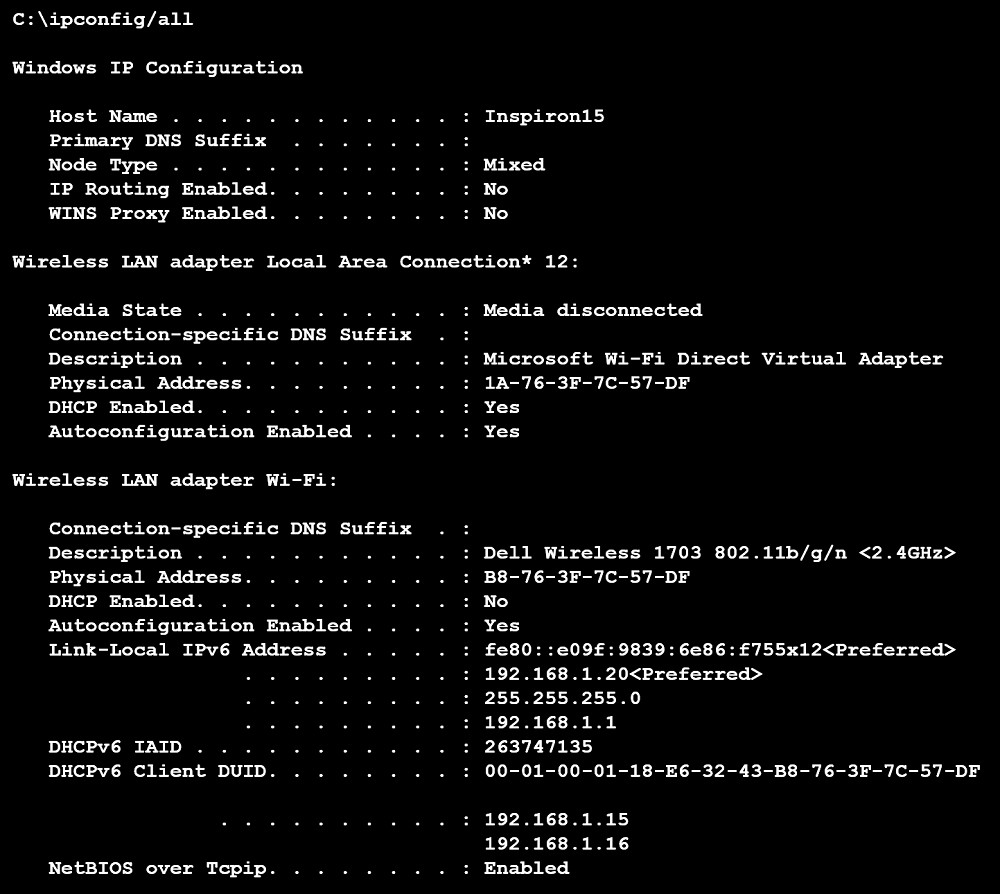 C:\ipconfig/all
Windows IP Configuration
Host Name . . . . . . . . . . . . : Inspiron15
Primary DNS Suffix  . . . . . . . :
Node Type . . . . . . . . . . . . : Mixed
IP Routing Enabled. . . . . . . . : No
WINS Proxy Enabled. . . . . . . . : No
Wireless LAN adapter Local Area Connection* 12:
Media State . . . . . . . . . . . : Media disconnected
Connection-specific DNS Suffix  . :
Description . . . . . . . . . . . : Microsoft Wi-Fi Direct Virtual Adapter
Physical Address. . . . . . . . . : 1A-76-3F-7C-57-DF
DHCP Enabled. . . . . . . . . . . : Yes
Autoconfiguration Enabled . . . . : Yes
Wireless LAN adapter Wi-Fi:
Connection-specific DNS Suffix  . :
Description . . . . . . . . . . . : Dell Wireless 1703 802.11b/g/n <2.4GHz>
Physical Address. . . . . . . . . : B8-76-3F-7C-57-DF
DHCP Enabled. . . . . . . . . . . : No
Autoconfiguration Enabled . . . . : Yes
Link-Local IPv6 Address . . . . . : fe80::e09f:9839:6e86:f755x12<Preferred>
. . . . . . . . . : 192.168.1.20<Preferred>
. . . . . . . . . : 255.255.255.0
. . . . . . . . . : 192.168.1.1
DHCPv6 IAID . . . . . . . . . . . : 263747135
DHCPv6 Client DUID. . . . . . . . : 00-01-00-01-18-E6-32-43-B8-76-3F-7C-57-DF
. . . . . . . . . . : 192.168.1.15
192.168.1.16
NetBIOS over Tcpip. . . . . . . . : Enabled